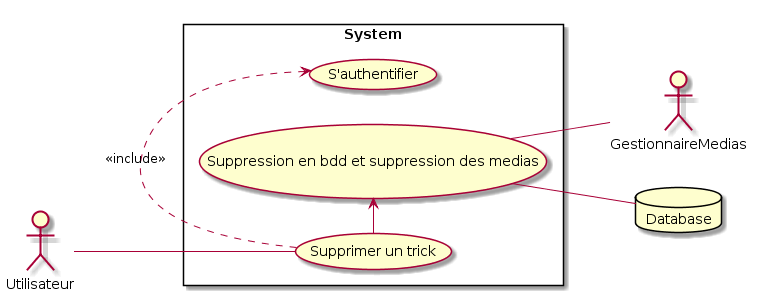 System
S'authentifier
«include»
Suppression en bdd et suppression des medias
GestionnaireMedias
Database
Supprimer un trick
Utilisateur